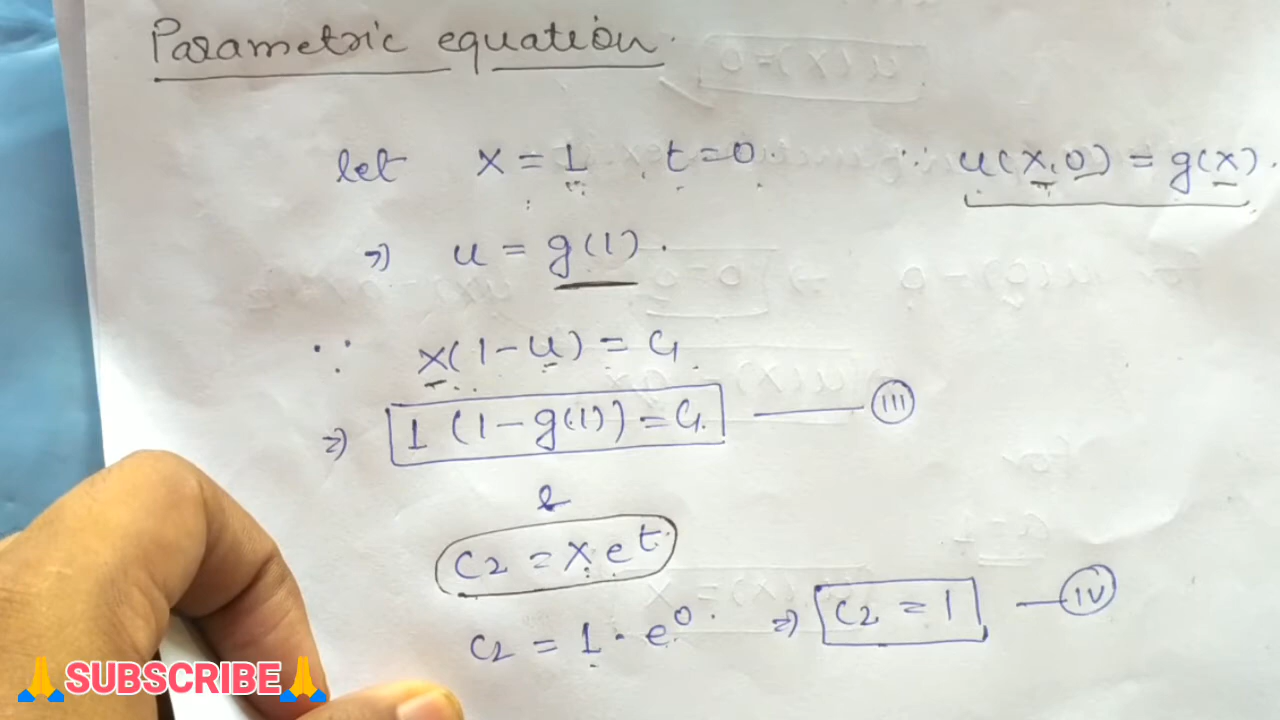 Parametric equation.
let x = 1 t = 0. ∵ u(x,0) = g(x).
⇒ u = g(1).
∵ x(1-u) = C1
⇒ 1 (1-g(1)) = C1. — (III)
&
C2 = x e^t
C2 = 1 · e^0. ⇒ C2 = 1 — (IV)
🙏SUBSCRIBE🙏